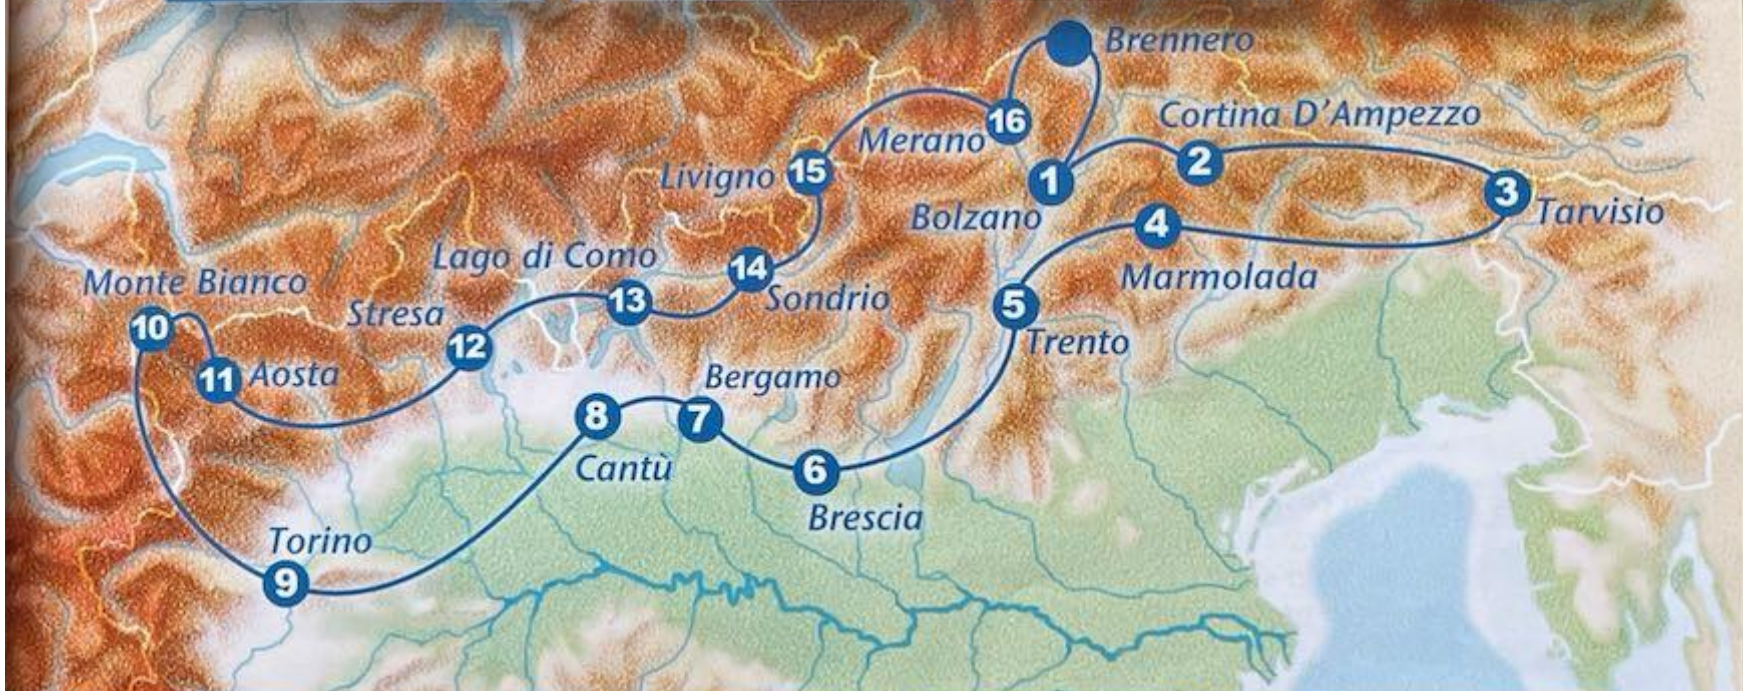 Brennero
Cortina D'Ampezzo
16
Merano
2
15
Livigno
1
3
Bolzano
4
Tarvisio
Lago di Como
14
Marmolada
Monte Bianco
13
Sondrio
5
Stresa
10
12
Trento
11
Aosta
Bergamo
8
7
Cantù
6
Brescia
Torino
9